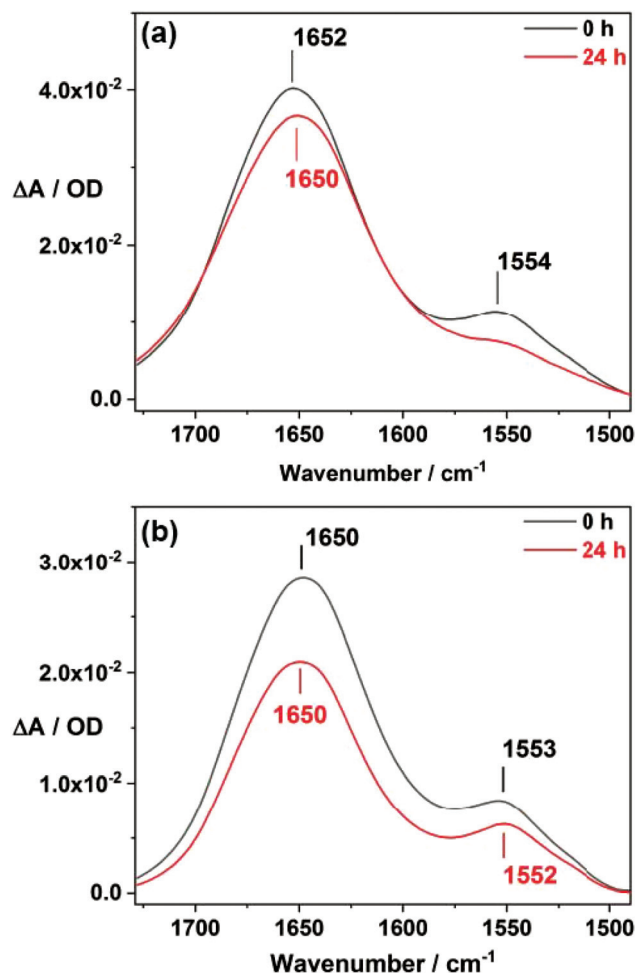 (a)
1652
0 h
24 h
4.0x10⁻²
1650
ΔA / OD
2.0x10⁻²
1554
0.0
1700 1650 1600 1550 1500
Wavenumber / cm⁻¹
(b)
1650
0 h
24 h
3.0x10⁻²
2.0x10⁻²
1650
ΔA / OD
1553
1.0x10⁻²
1552
0.0
1700 1650 1600 1550 1500
Wavenumber / cm⁻¹